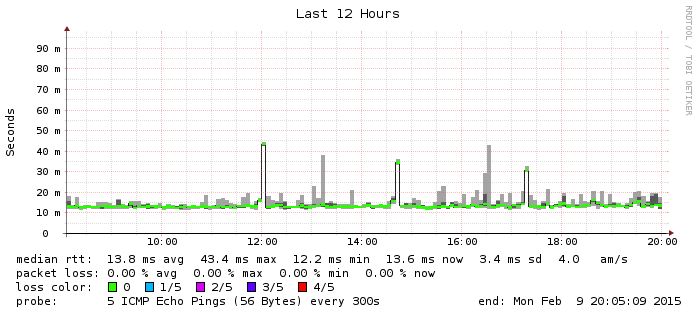 Last 12 Hours
RRDTOOL / TOBI OETIKER
Seconds
90 m
80 m
70 m
60 m
50 m
40 m
30 m
20 m
10 m
0
10:00 12:00 14:00 16:00 18:00 20:00
median rtt: 13.8 ms avg 43.4 ms max 12.2 ms min 13.6 ms now 3.4 ms sd 4.0 am/s
packet loss: 0.00 % avg 0.00 % max 0.00 % min 0.00 % now
loss color: 0 1/5 2/5 3/5 4/5
probe: 5 ICMP Echo Pings (56 Bytes) every 300s end: Mon Feb 9 20:05:09 2015